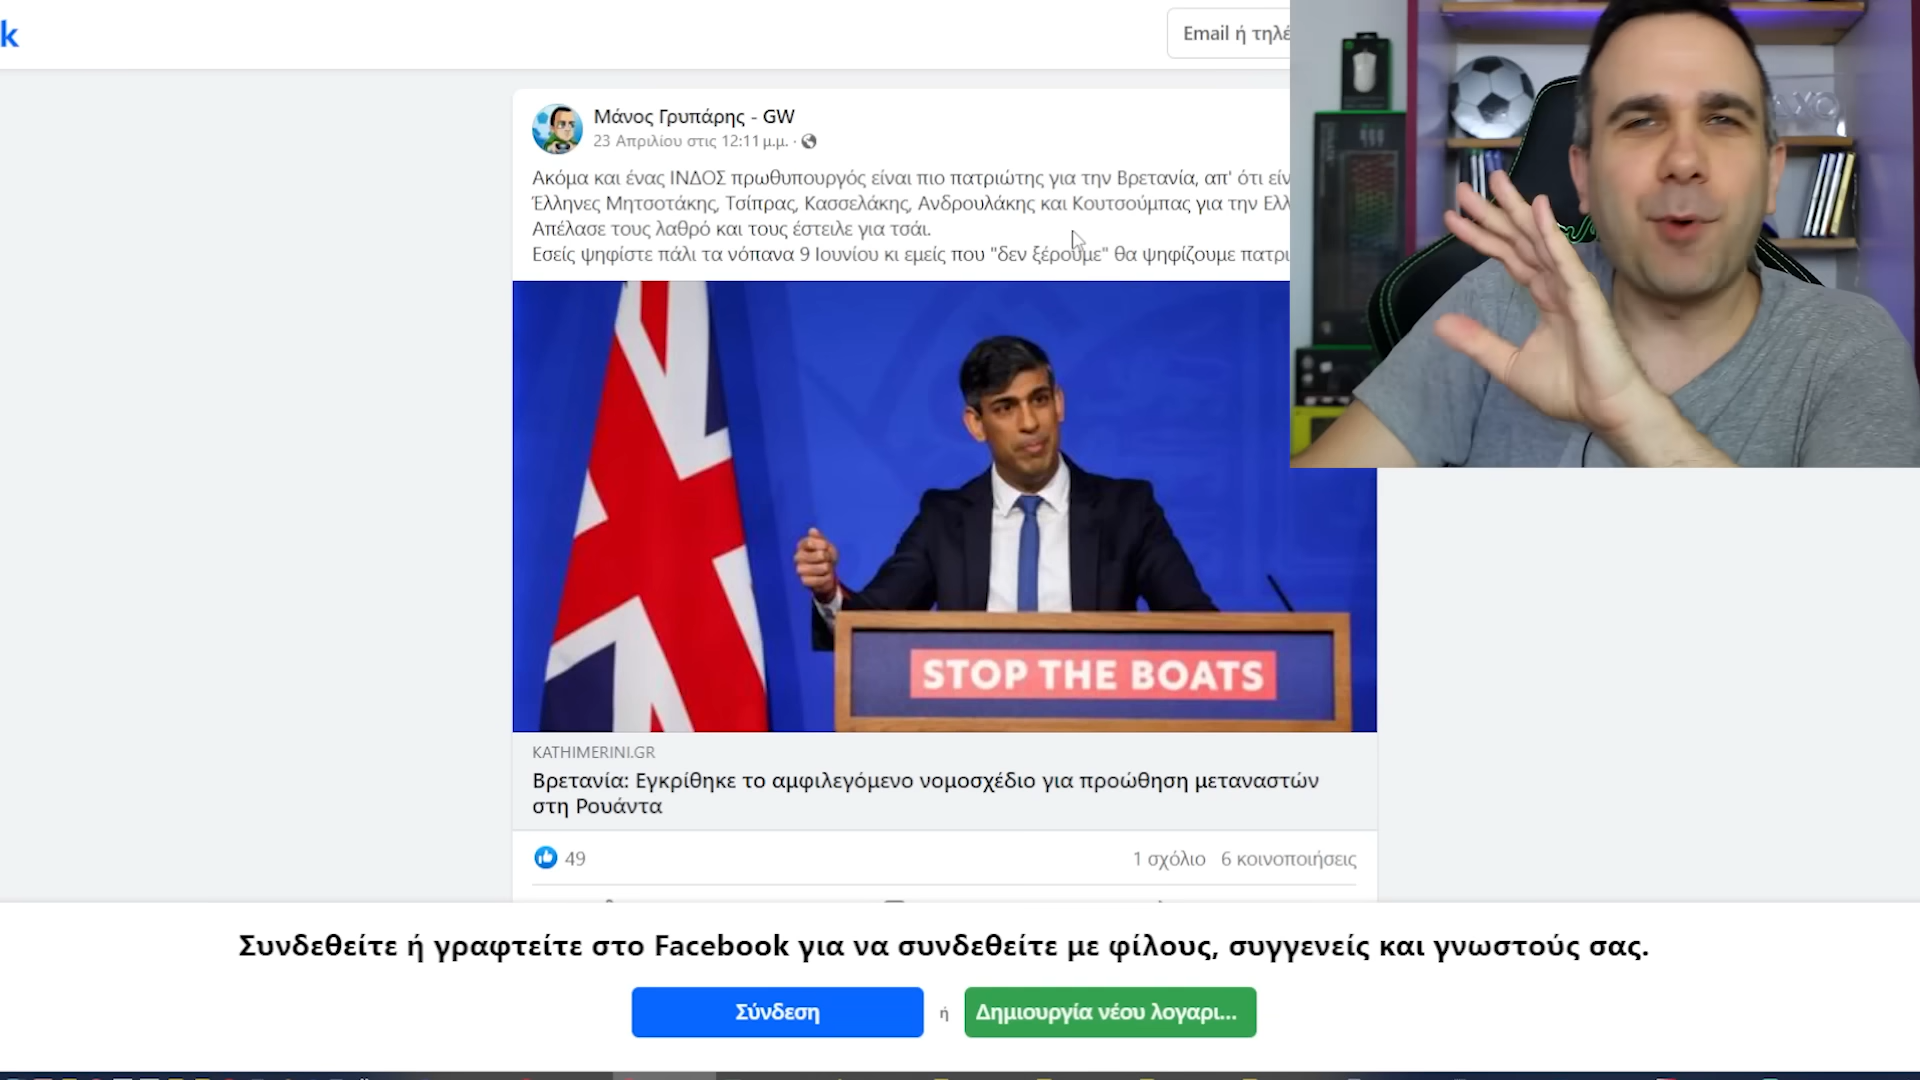 k
Email ή τηλέ
Μάνος Γρυπάρης - GW
23 Απριλίου στις 12:11 μ.μ. ·
Ακόμα και ένας ΙΝΔΟΣ πρωθυπουργός είναι πιο πατριώτης για την Βρετανία, απ' ότι είν
Έλληνες Μητσοτάκης, Τσίπρας, Κασσελάκης, Ανδρουλάκης και Κουτσούμπας για την Ελλ
Απέλασε τους λαθρό και τους έστειλε για τσάι.
Εσείς ψηφίστε πάλι τα νόπανα 9 Ιουνίου κι εμείς που "δεν ξέρουμε" θα ψηφίζουμε πατρι
STOP THE BOATS
KATHIMERINI.GR
Βρετανία: Εγκρίθηκε το αμφιλεγόμενο νομοσχέδιο για προώθηση μεταναστών
στη Ρουάντα
49
1 σχόλιο 6 κοινοποιήσεις
Συνδεθείτε ή γραφτείτε στο Facebook για να συνδεθείτε με φίλους, συγγενείς και γνωστούς σας.
Σύνδεση ή Δημιουργία νέου λογαρι...